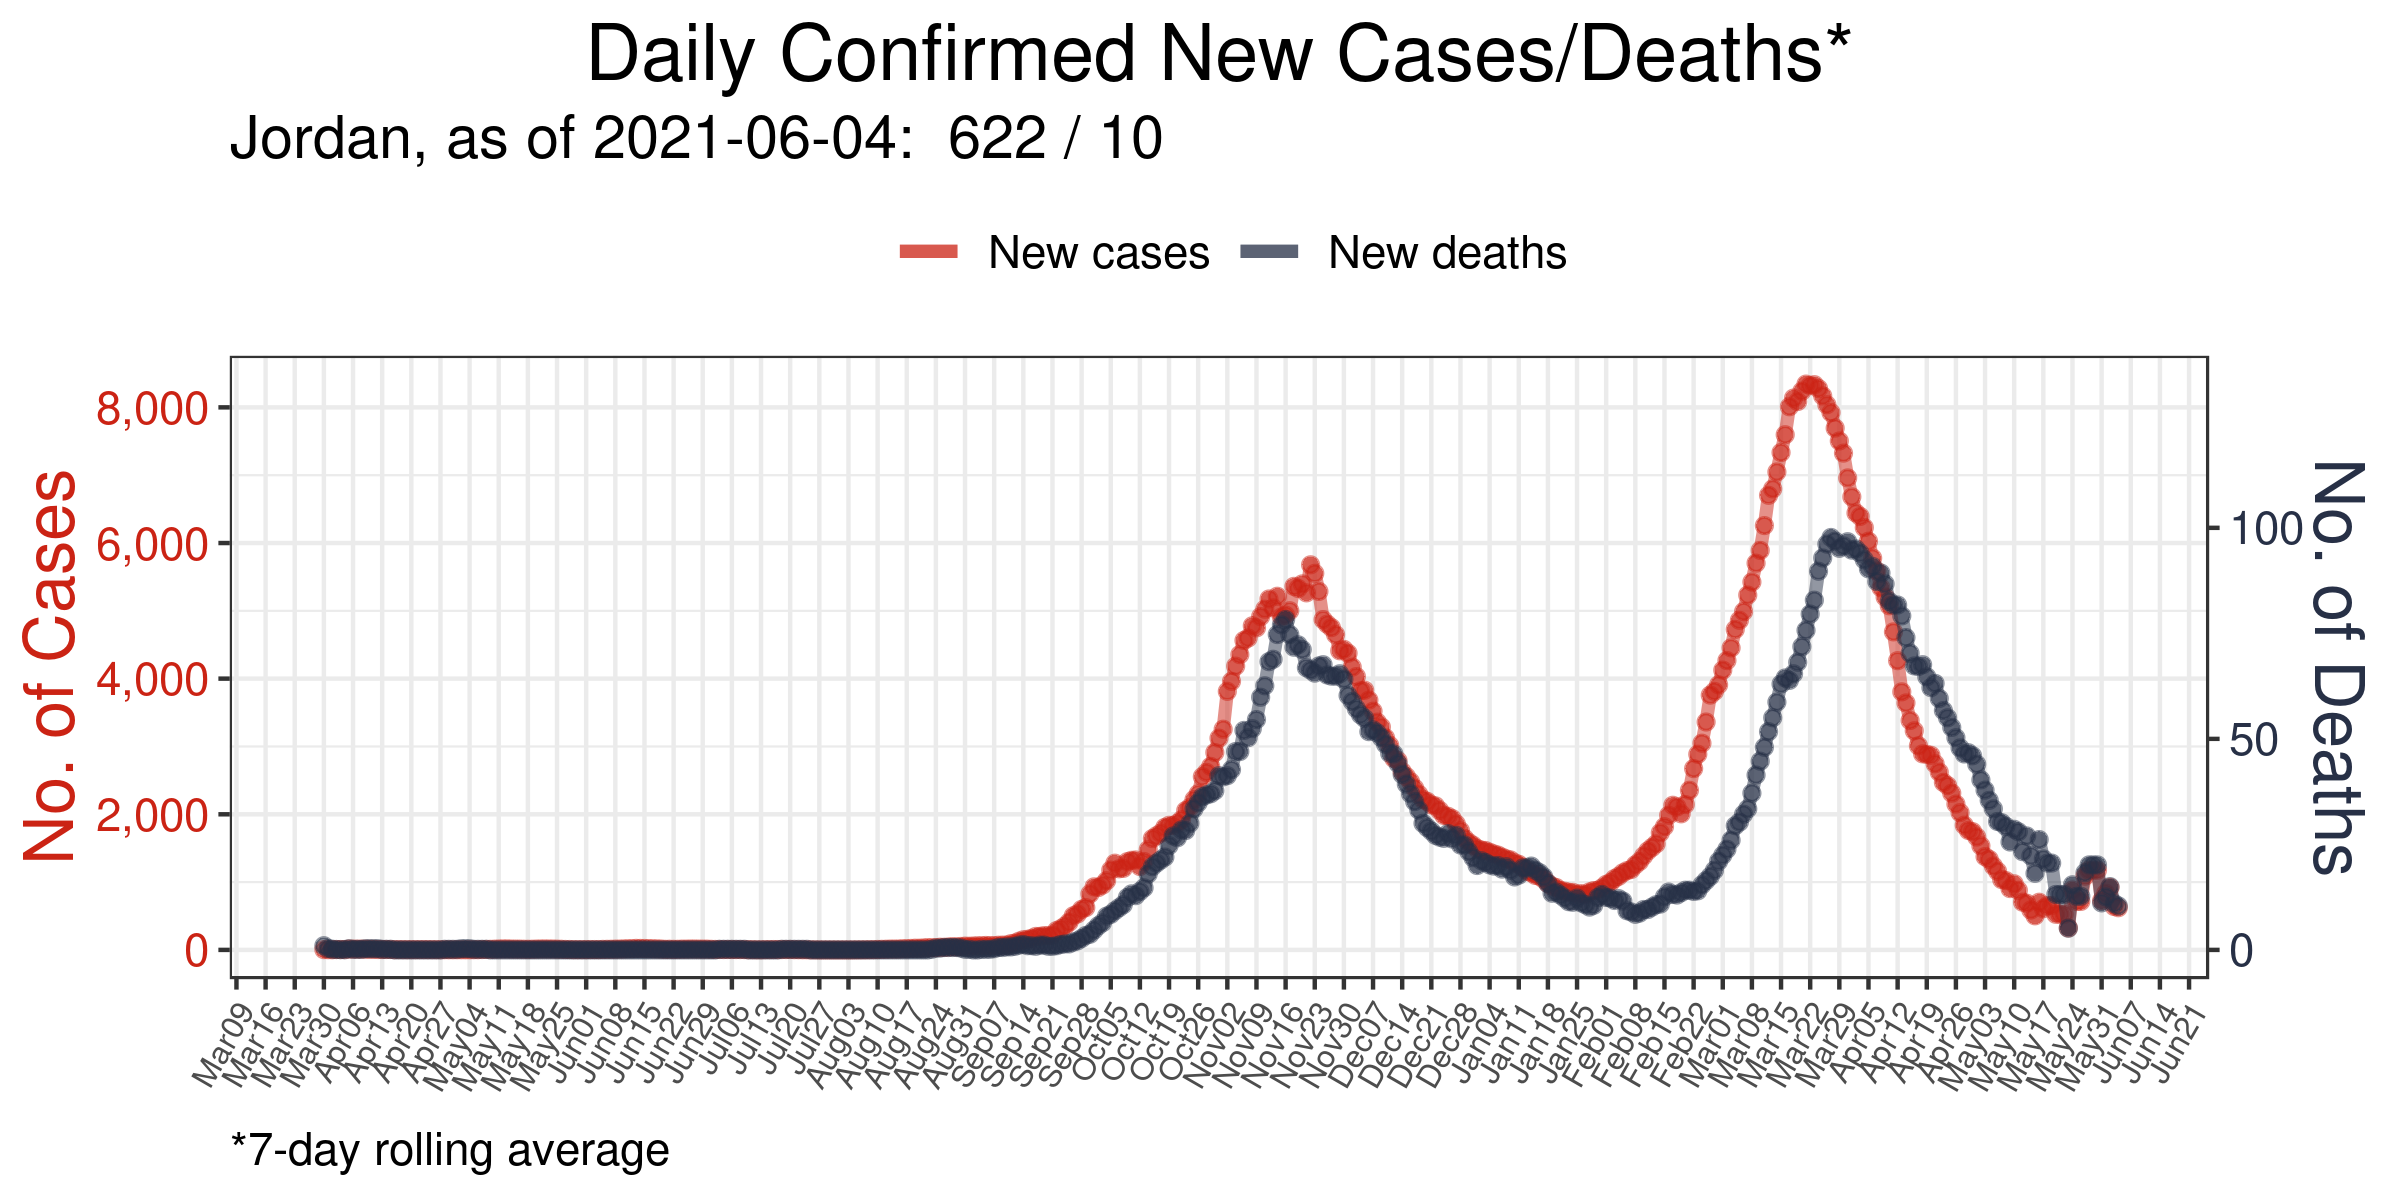 Daily Confirmed New Cases/Deaths*
Jordan, as of 2021-06-04:  622 / 10
New cases
New deaths
No. of Cases
8,000
6,000
4,000
2,000
0
No. of Deaths
100
50
0
Mar09
Mar16
Mar23
Mar30
Apr06
Apr13
Apr20
Apr27
May04
May11
May18
May25
Jun01
Jun08
Jun15
Jun22
Jun29
Jul06
Jul13
Jul20
Jul27
Aug03
Aug10
Aug17
Aug24
Aug31
Sep07
Sep14
Sep21
Sep28
Oct05
Oct12
Oct19
Oct26
Nov02
Nov09
Nov16
Nov23
Nov30
Dec07
Dec14
Dec21
Dec28
Jan04
Jan11
Jan18
Jan25
Feb01
Feb08
Feb15
Feb22
Mar01
Mar08
Mar15
Mar22
Mar29
Apr05
Apr12
Apr19
Apr26
May03
May10
May17
May24
May31
Jun07
Jun14
Jun21
*7-day rolling average